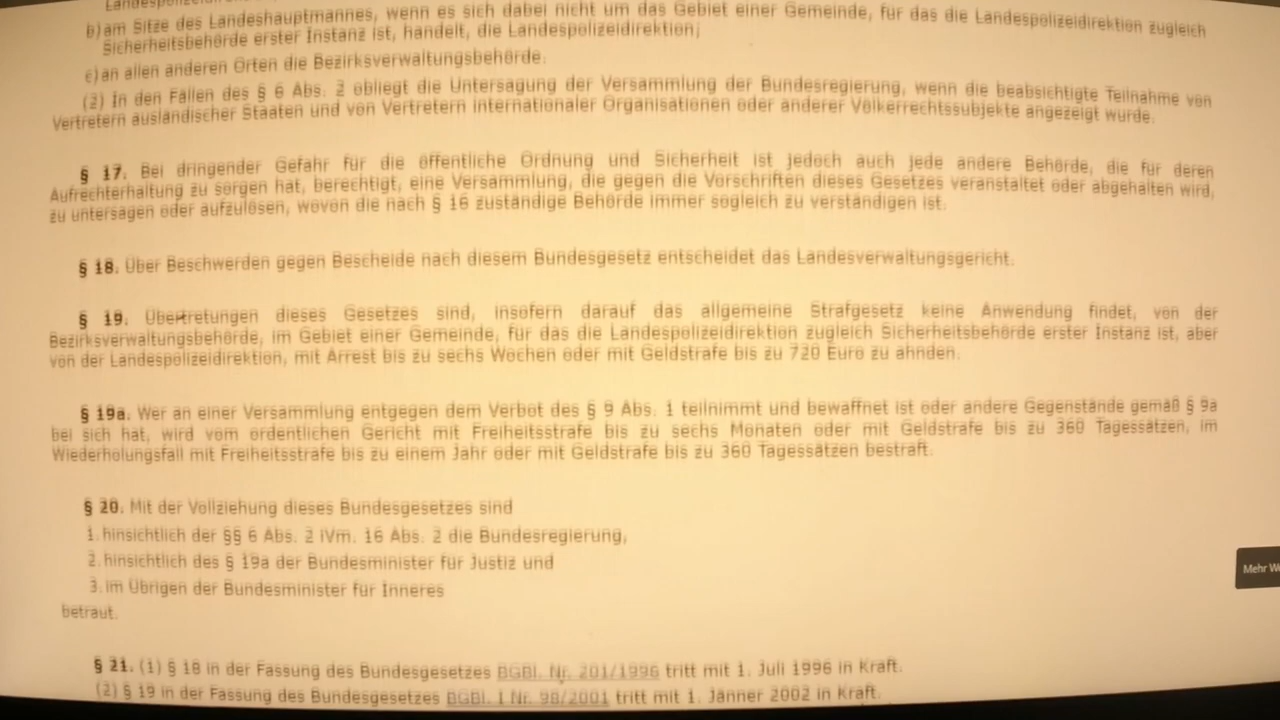 Landespolizeidirektion
b) am Sitze des Landeshauptmannes, wenn es sich dabei nicht um das Gebiet einer Gemeinde, für das die Landespolizeidirektion zugleich
Sicherheitsbehörde erster Instanz ist, handelt, die Landespolizeidirektion;
c) an allen anderen Orten die Bezirksverwaltungsbehörde.
(2) In den Fällen des § 6 Abs. 2 obliegt die Untersagung der Versammlung der Bundesregierung, wenn die beabsichtigte Teilnahme von
Vertretern ausländischer Staaten und von Vertretern internationaler Organisationen oder anderer Völkerrechtssubjekte angezeigt wurde.
§ 17. Bei dringender Gefahr für die öffentliche Ordnung und Sicherheit ist jedoch auch jede andere Behörde, die für deren
Aufrechterhaltung zu sorgen hat, berechtigt, eine Versammlung, die gegen die Vorschriften dieses Gesetzes veranstaltet oder abgehalten wird,
zu untersagen oder aufzulösen, wovon die nach § 16 zuständige Behörde immer sogleich zu verständigen ist.
§ 18. Über Beschwerden gegen Bescheide nach diesem Bundesgesetz entscheidet das Landesverwaltungsgericht.
§ 19. Übertretungen dieses Gesetzes sind, insofern darauf das allgemeine Strafgesetz keine Anwendung findet, von der
Bezirksverwaltungsbehörde, im Gebiet einer Gemeinde, für das die Landespolizeidirektion zugleich Sicherheitsbehörde erster Instanz ist, aber
von der Landespolizeidirektion, mit Arrest bis zu sechs Wochen oder mit Geldstrafe bis zu 720 Euro zu ahnden.
§ 19a. Wer an einer Versammlung entgegen dem Verbot des § 9 Abs. 1 teilnimmt und bewaffnet ist oder andere Gegenstände gemäß § 9a
bei sich hat, wird vom ordentlichen Gericht mit Freiheitsstrafe bis zu sechs Monaten oder mit Geldstrafe bis zu 360 Tagessätzen, im
Wiederholungsfall mit Freiheitsstrafe bis zu einem Jahr oder mit Geldstrafe bis zu 360 Tagessätzen bestraft.
§ 20. Mit der Vollziehung dieses Bundesgesetzes sind
1. hinsichtlich der §§ 6 Abs. 2 iVm. 16 Abs. 2 die Bundesregierung,
2. hinsichtlich des § 19a der Bundesminister für Justiz und
3. im Übrigen der Bundesminister für Inneres
betraut.
Mehr W
§ 21. (1) § 18 in der Fassung des Bundesgesetzes BGBl. Nr. 201/1996 tritt mit 1. Juli 1996 in Kraft.
(2) § 19 in der Fassung des Bundesgesetzes BGBl. I Nr. 98/2001 tritt mit 1. Jänner 2002 in Kraft.